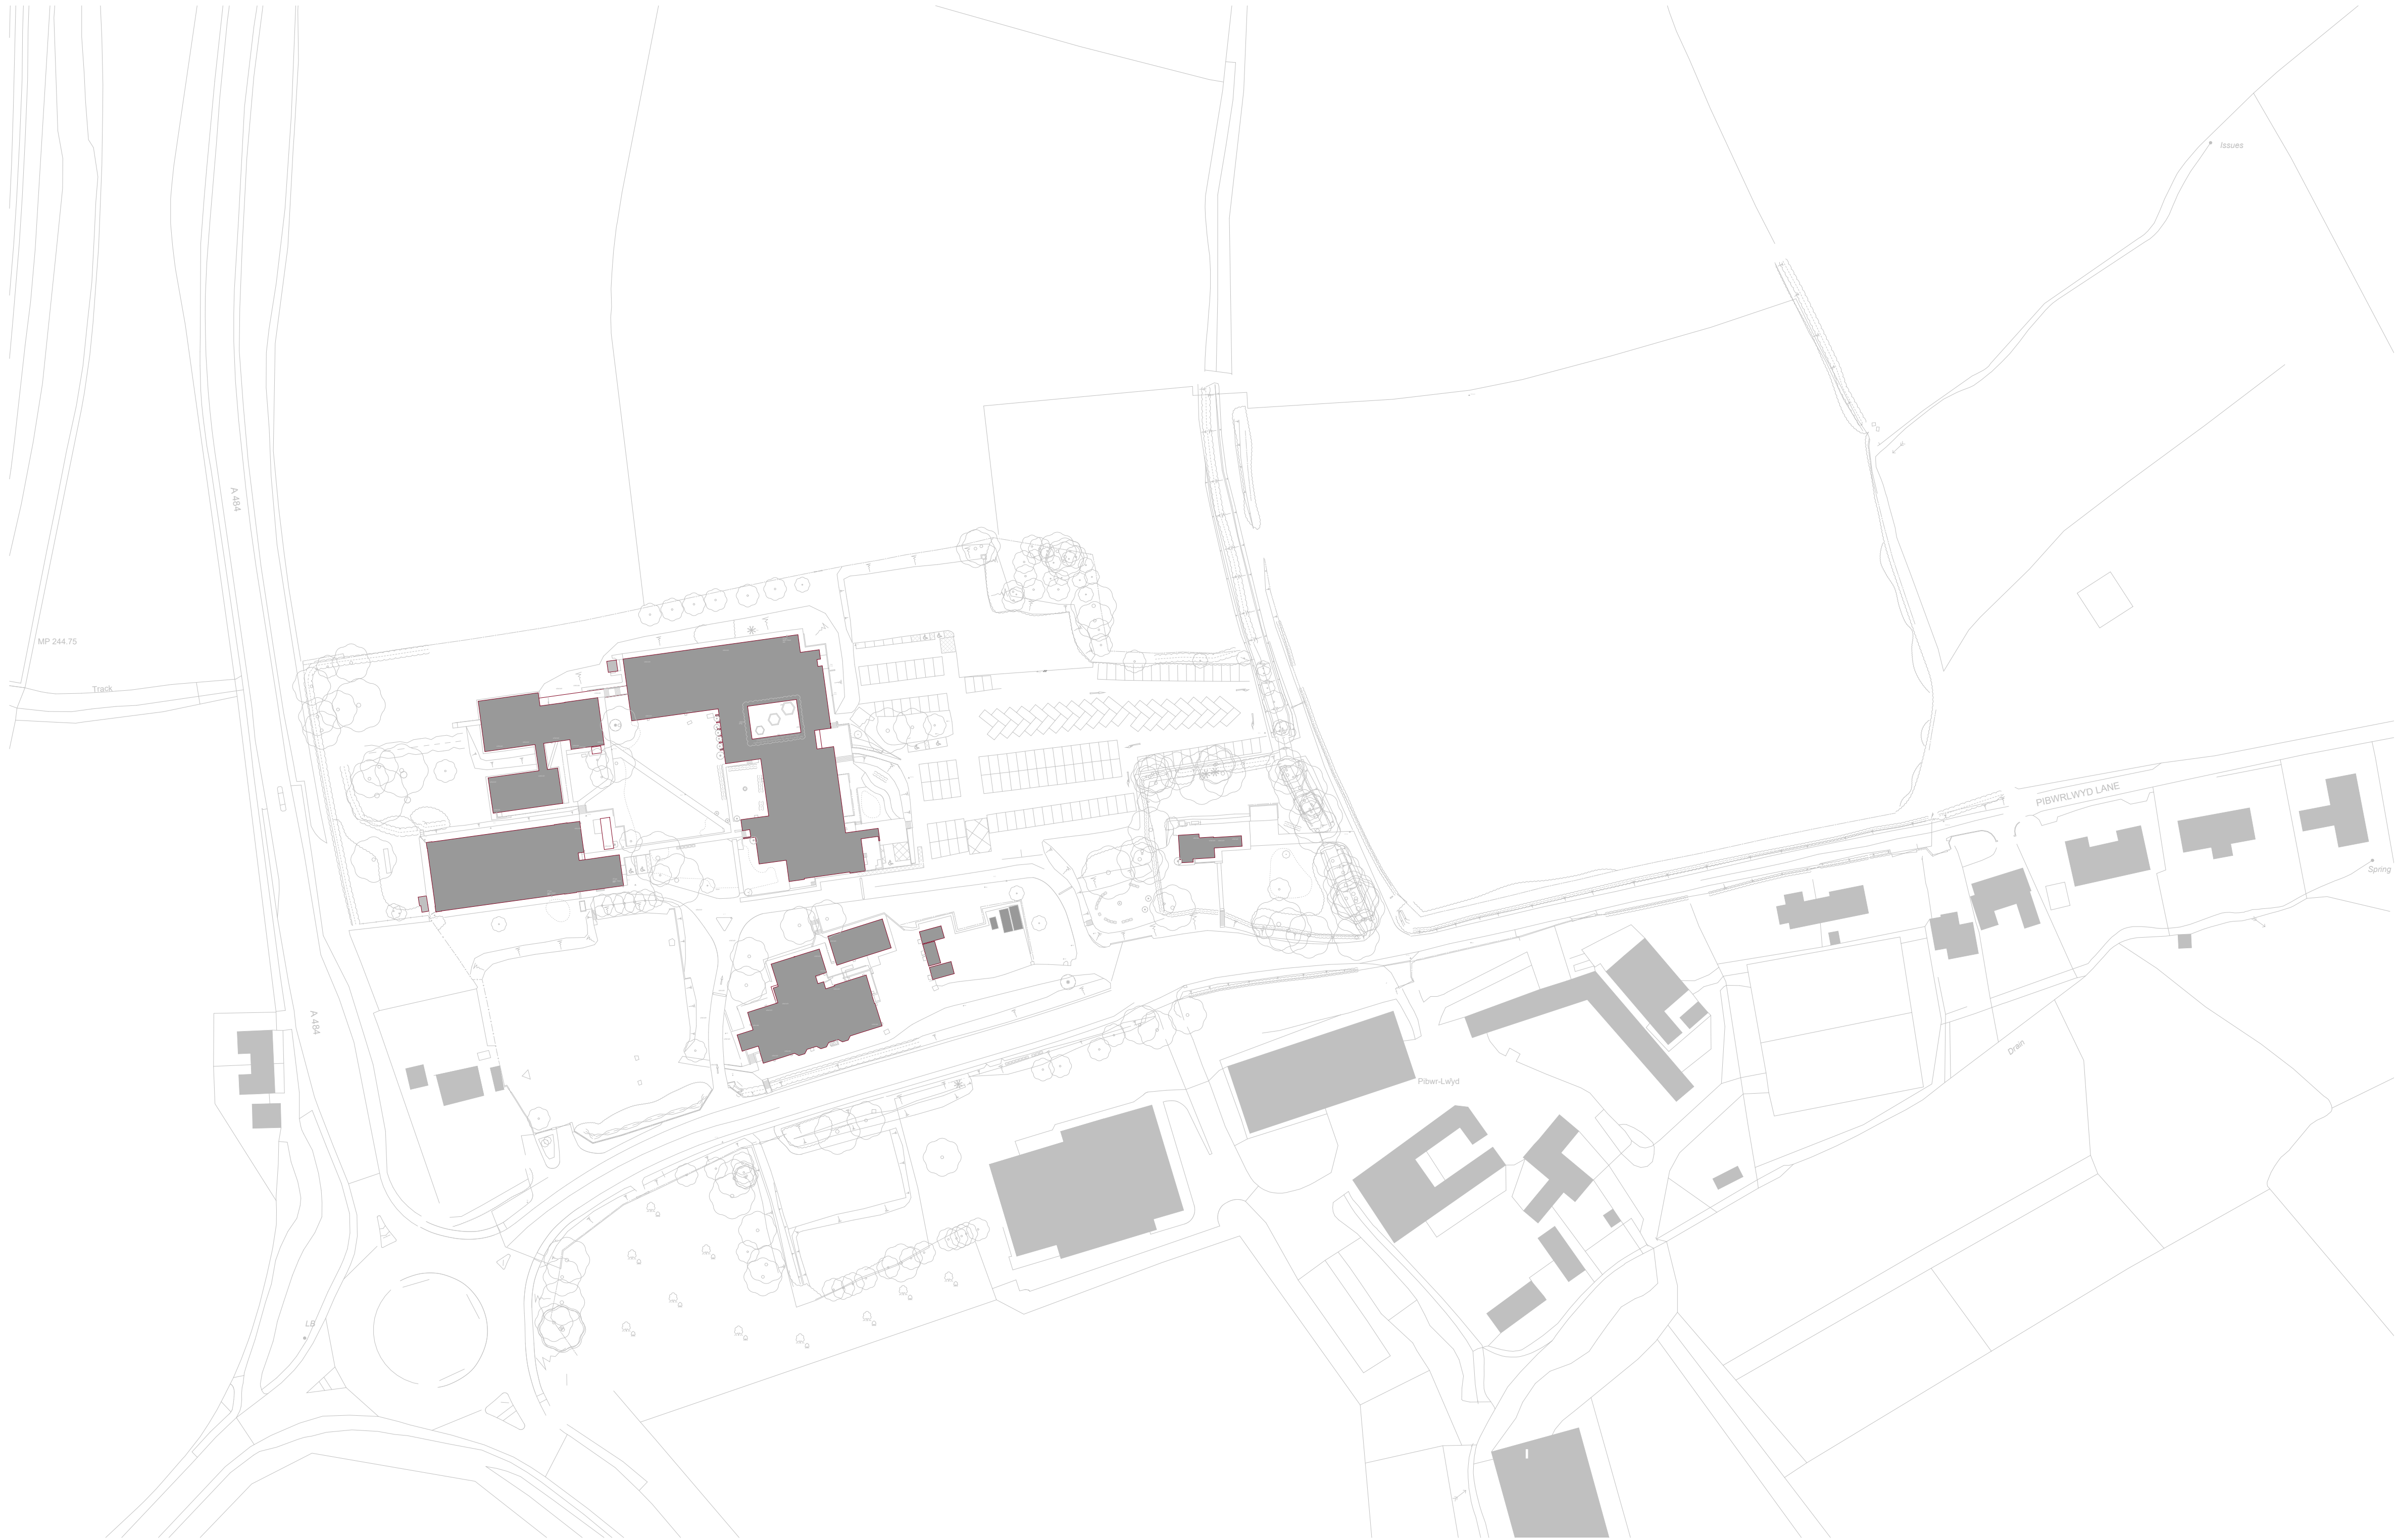 Issues
A 484
MP 244.75
Track
PIBWRLWYD LANE
Spring
A 484
Drain
Pibwr-Lwyd
LB